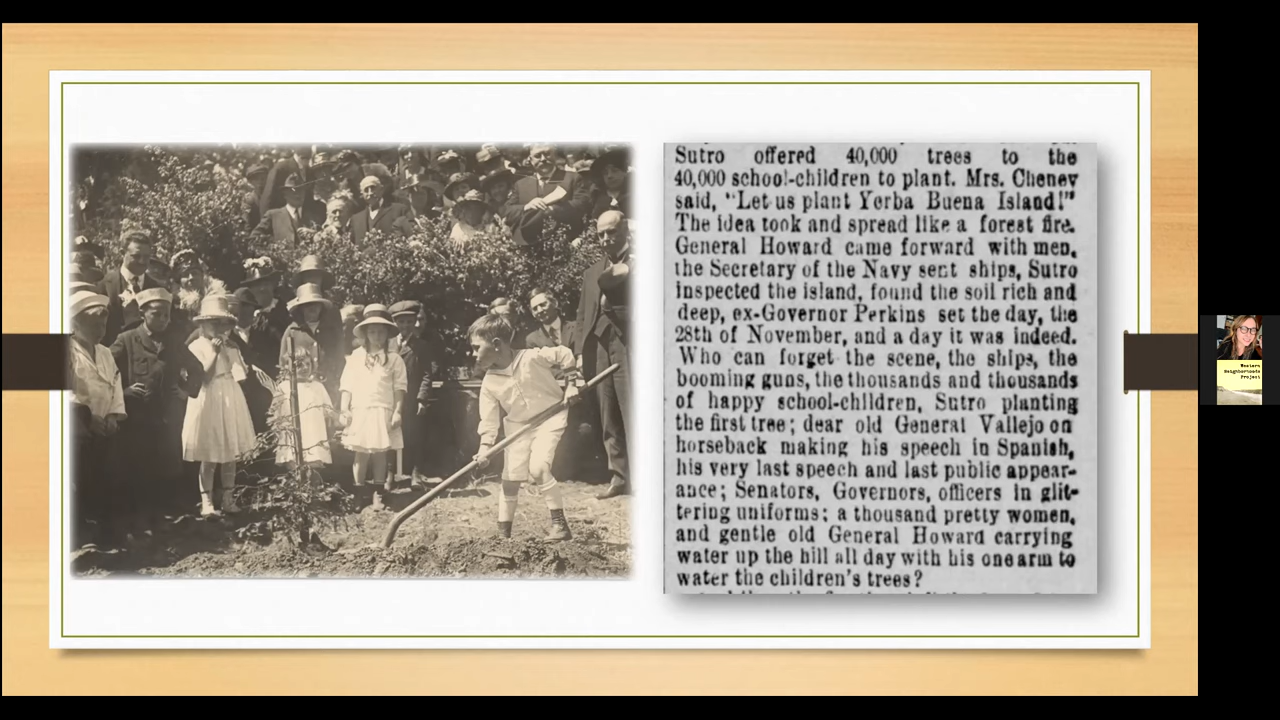 Sutro offered 40,000 trees to the
40,000 school-children to plant. Mrs. Cheney
said, "Let us plant Yerba Buena Island!"
The idea took and spread like a forest fire.
General Howard came forward with men,
the Secretary of the Navy sent ships, Sutro
inspected the island, found the soil rich and
deep, ex-Governor Perkins set the day, the
28th of November, and a day it was indeed.
Who can forget the scene, the ships, the
booming guns, the thousands and thousands
of happy school-children, Sutro planting
the first tree; dear old General Vallejo on
horseback making his speech in Spanish,
his very last speech and last public appear-
ance; Senators, Governors, officers in glit-
tering uniforms; a thousand pretty women,
and gentle old General Howard carrying
water up the hill all day with his one arm to
water the children's trees?
Western
Neighborhoods
Project